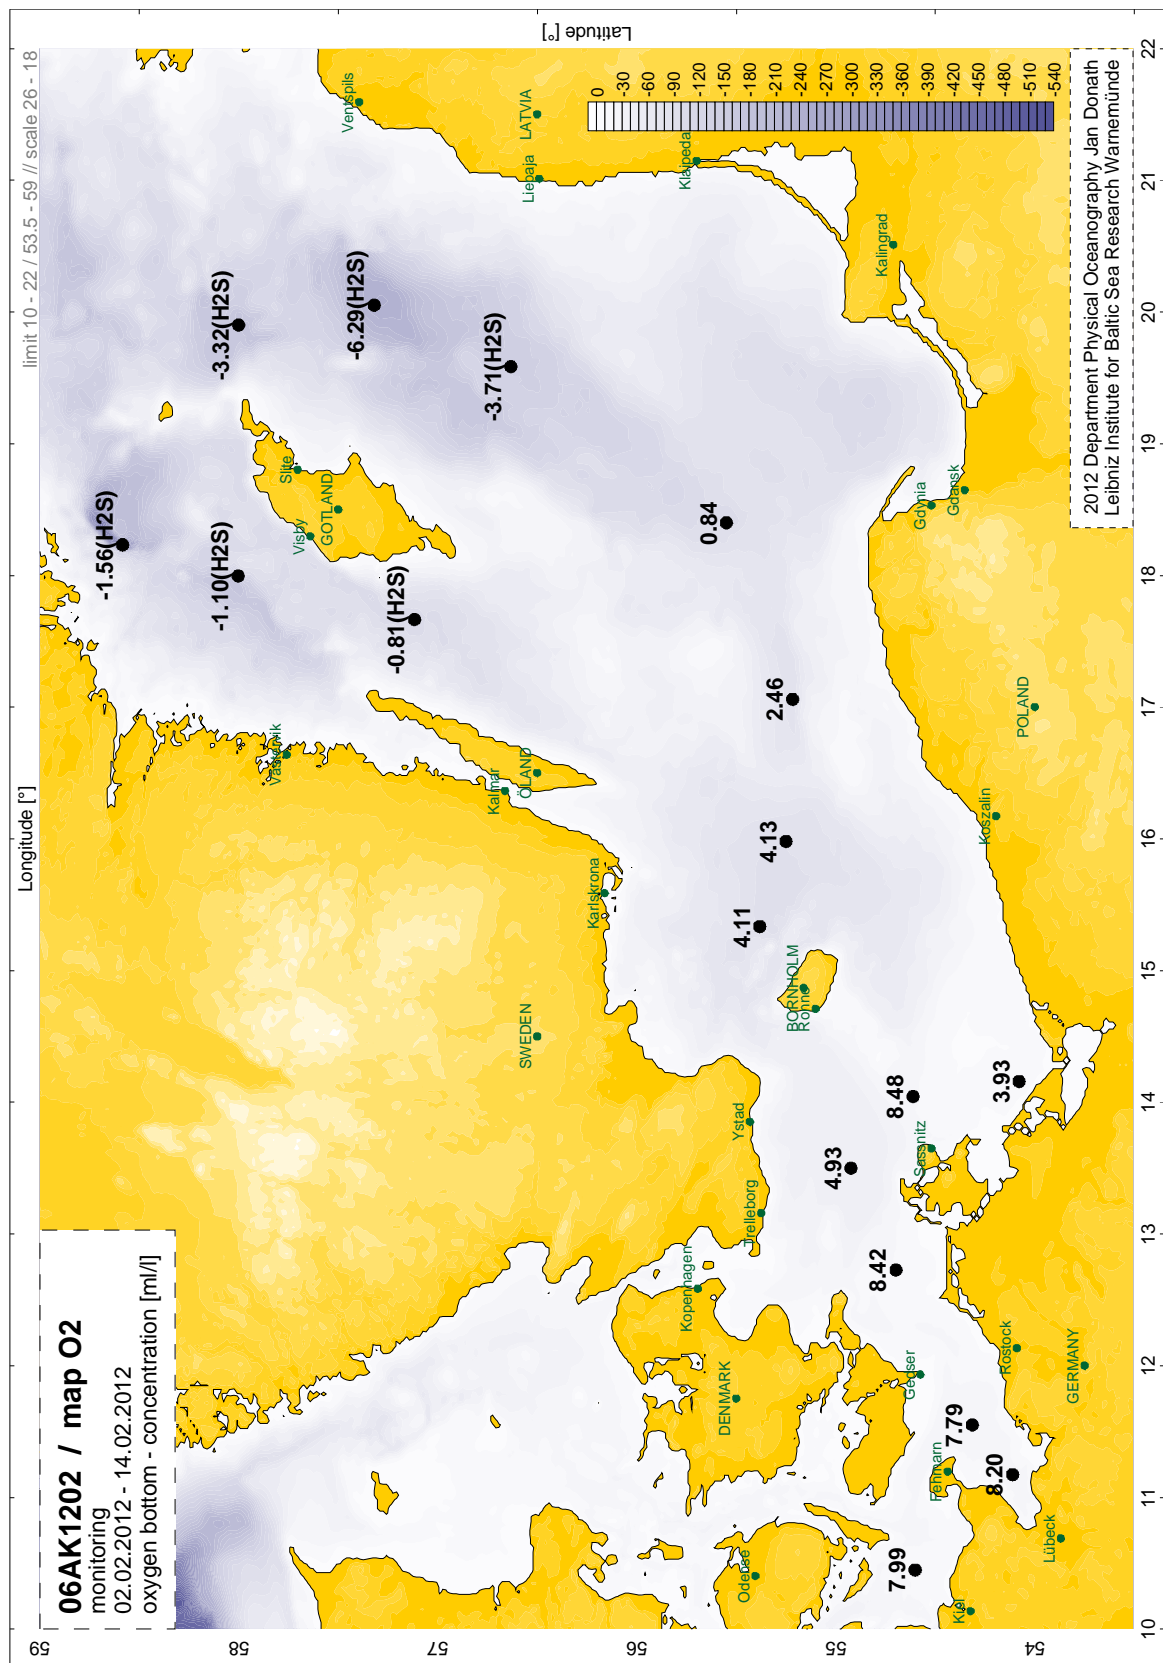 Longitude [°]
limit 10 - 22 / 53.5 - 59 // scale 26 - 18
06AK1202 / map O2
monitoring
02.02.2012 - 14.02.2012
oxygen bottom - concentration [ml/l]
-1.56(H2S)
-3.32(H2S)
-1.10(H2S)
-6.29(H2S)
-0.81(H2S)
-3.71(H2S)
0.84
2.46
4.13
4.11
4.93
8.48
3.93
8.42
7.79
8.20
7.99
Ventspils
LATVIA
Liepaja
Klaipeda
Kalingrad
Slite
Visby
GOTLAND
Västervik
Kalmar
ÖLAND
Karlskrona
SWEDEN
BORNHOLM
Rönne
Gdynia
Gdansk
POLAND
Koszalin
Ystad
Trelleborg
Sassnitz
Kopenhagen
DENMARK
Gedser
Rostock
GERMANY
Fehmarn
Lübeck
Odense
Kiel
0
-30
-60
-90
-120
-150
-180
-210
-240
-270
-300
-330
-360
-390
-420
-450
-480
-510
-540
2012 Department Physical Oceanography Jan Donath
Leibniz Institute for Baltic Sea Research Warnemünde
Latitude [°]
59
58
57
56
55
54
10
11
12
13
14
15
16
17
18
19
20
21
22